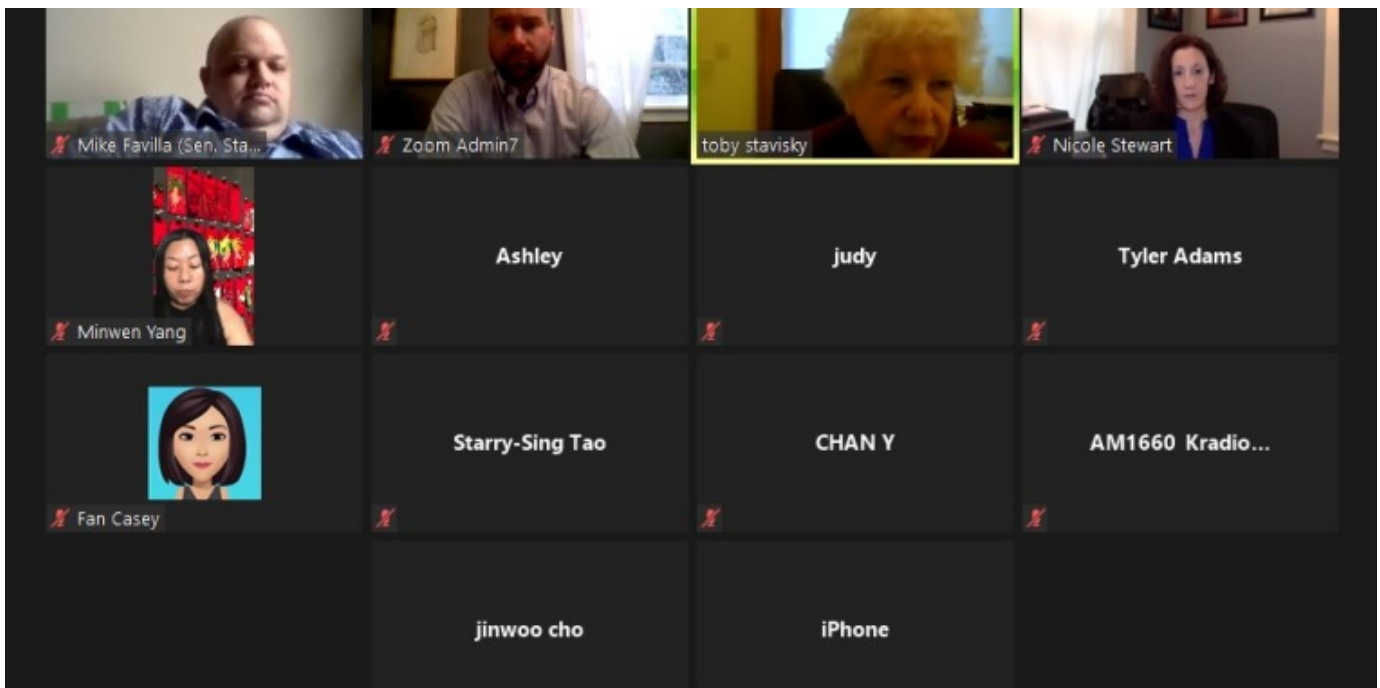 Mike Favilla (Sen. Sta...
Zoom Admin7
toby stavisky
Nicole Stewart
Minwen Yang
Ashley
judy
Tyler Adams
Fan Casey
Starry-Sing Tao
CHAN Y
AM1660 Kradio...
jinwoo cho
iPhone